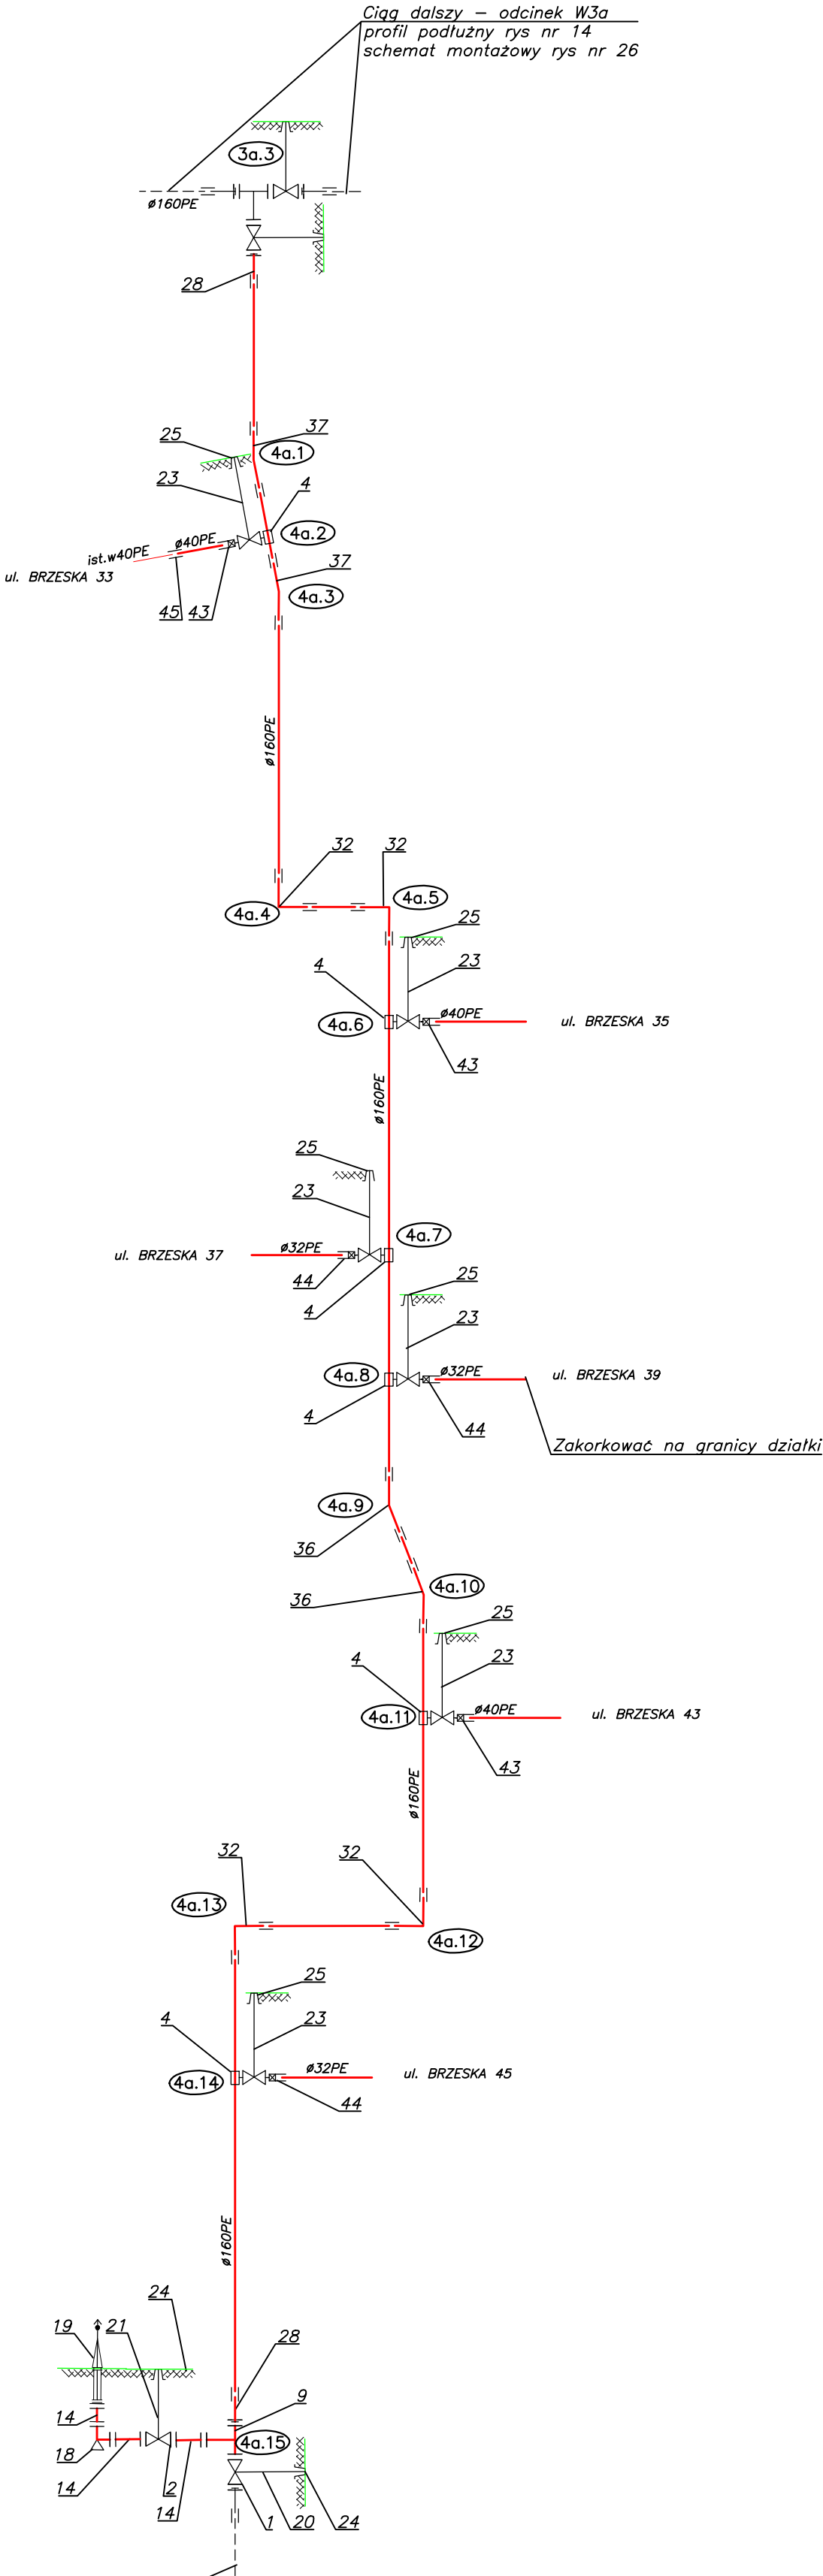 Ciąg dalszy – odcinek W3a
profil podłużny rys nr 14
schemat montażowy rys nr 26
3a.3
ø160PE
28
37
25
4a.1
23
4
4a.2
ø40PE
ist.w40PE
ul. BRZESKA 33
37
4a.3
45
43
ø160PE
32
32
4a.5
4a.4
25
4
23
ø40PE
4a.6
ul. BRZESKA 35
43
ø160PE
25
23
4a.7
ø32PE
ul. BRZESKA 37
44
25
4
23
4a.8
ø32PE
ul. BRZESKA 39
4
44
Zakorkować na granicy działki
4a.9
36
4a.10
36
25
4
23
ø40PE
4a.11
ul. BRZESKA 43
43
ø160PE
32
32
4a.13
4a.12
25
4
23
ø32PE
4a.14
ul. BRZESKA 45
44
ø160PE
24
19
21
28
9
14
4a.15
18
14
2
14
1
20
24